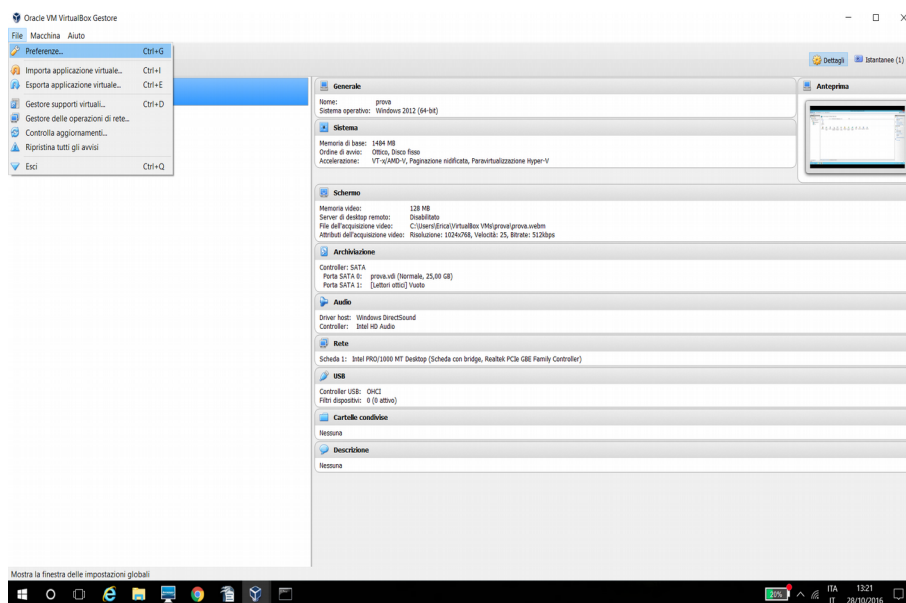 Oracle VM VirtualBox Gestore
File Macchina Aiuto
Preferenze... Ctrl+G
Importa applicazione virtuale... Ctrl+I
Esporta applicazione virtuale... Ctrl+E
Gestore supporti virtuali... Ctrl+D
Gestore delle operazioni di rete...
Controlla aggiornamenti...
Ripristina tutti gli avvisi
Esci Ctrl+Q
Dettagli Istantanee (1)
Generale
Nome: prova
Sistema operativo: Windows 2012 (64-bit)
Anteprima
Sistema
Memoria di base: 1484 MB
Ordine di avvio: Ottico, Disco fisso
Accelerazione: VT-x/AMD-V, Paginazione nidificata, Paravirtualizzazione Hyper-V
Schermo
Memoria video: 128 MB
Server di desktop remoto: Disabilitato
File dell'acquisizione video: C:\Users\Erica\VirtualBox VMs\prova\prova.webm
Attributi dell'acquisizione video: Risoluzione: 1024x768, Velocità: 25, Bitrate: 512kbps
Archiviazione
Controller: SATA
Porta SATA 0: prova.vdi (Normale, 25,00 GB)
Porta SATA 1: [Lettori ottici] Vuoto
Audio
Driver host: Windows DirectSound
Controller: Intel HD Audio
Rete
Scheda 1: Intel PRO/1000 MT Desktop (Scheda con bridge, Realtek PCIe GBE Family Controller)
USB
Controller USB: OHCI
Filtri dispositivi: 0 (0 attivo)
Cartelle condivise
Nessuna
Descrizione
Nessuna
Mostra la finestra delle impostazioni globali
20% ITA 13:21
IT 28/10/2016